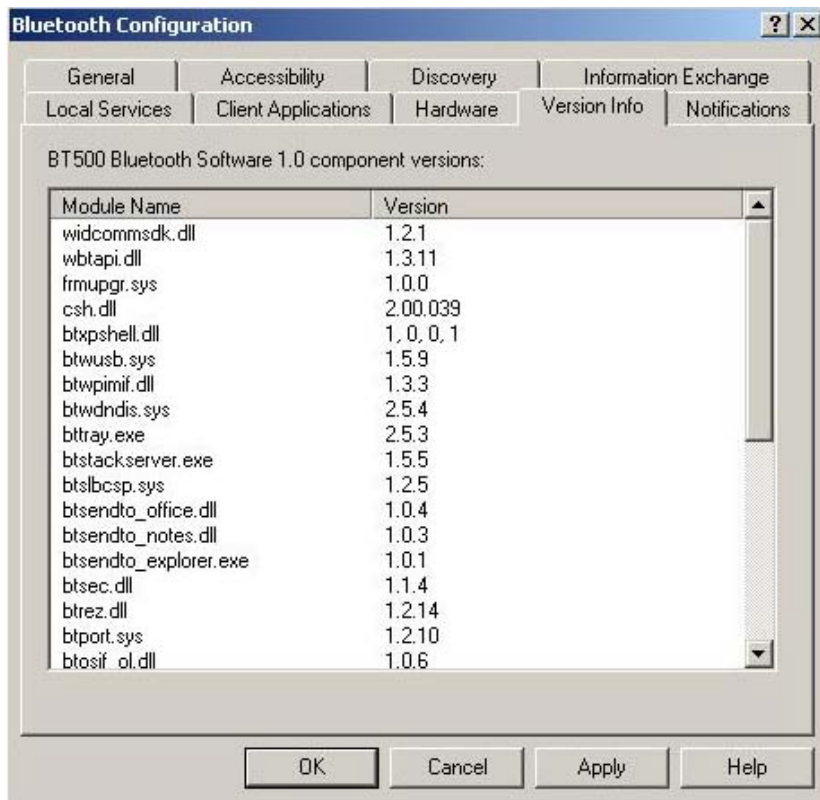 Bluetooth Configuration
General Accessibility Discovery Information Exchange
Local Services Client Applications Hardware Version Info Notifications
BT500 Bluetooth Software 1.0 component versions:
Module Name Version
widcommsdk.dll 1.2.1
wbtapi.dll 1.3.11
frmupgr.sys 1.0.0
csh.dll 2.00.039
btxpshell.dll 1, 0, 0, 1
btwusb.sys 1.5.9
btwpimif.dll 1.3.3
btwdndis.sys 2.5.4
bttray.exe 2.5.3
btstackserver.exe 1.5.5
btslbcsp.sys 1.2.5
btsendto_office.dll 1.0.4
btsendto_notes.dll 1.0.3
btsendto_explorer.exe 1.0.1
btsec.dll 1.1.4
btrez.dll 1.2.14
btport.sys 1.2.10
btosif_ol.dll 1.0.6
OK Cancel Apply Help